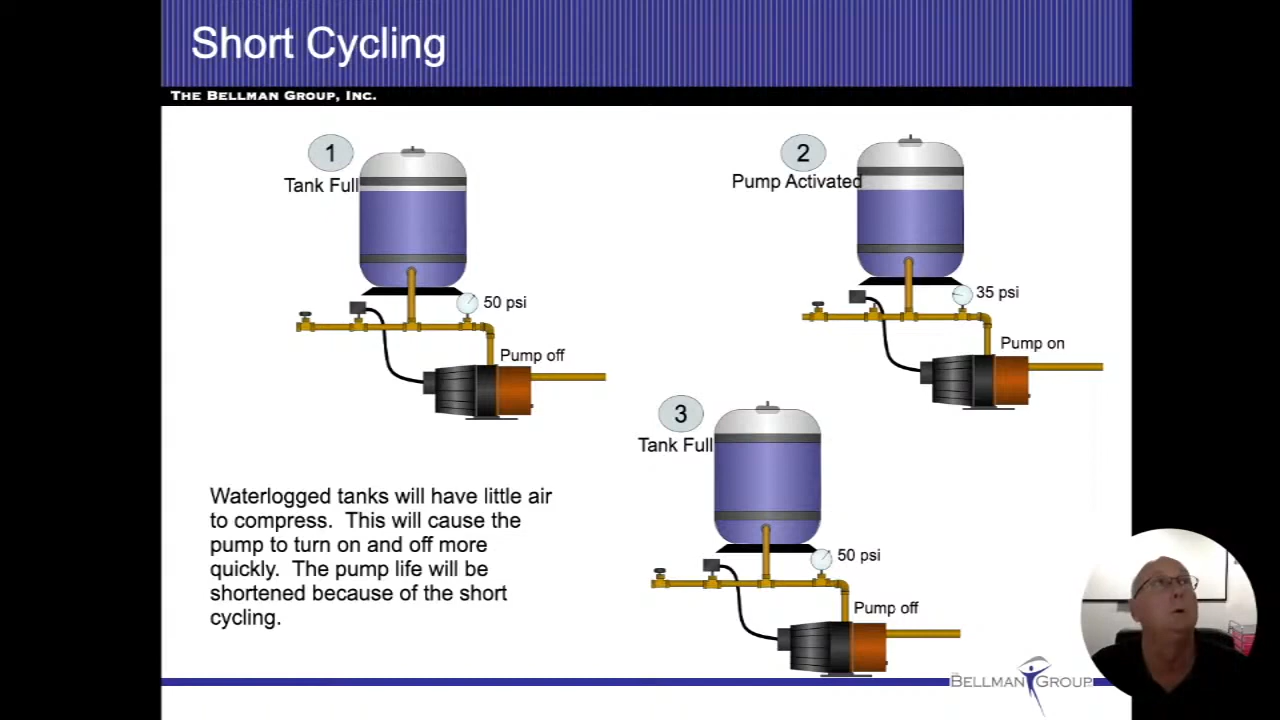 Short Cycling
THE BELLMAN GROUP, INC.
1
Tank Full
50 psi
Pump off
2
Pump Activated
35 psi
Pump on
3
Tank Full
50 psi
Pump off
Waterlogged tanks will have little air
to compress. This will cause the
pump to turn on and off more
quickly. The pump life will be
shortened because of the short
cycling.
THE
BELLMAN GROUP